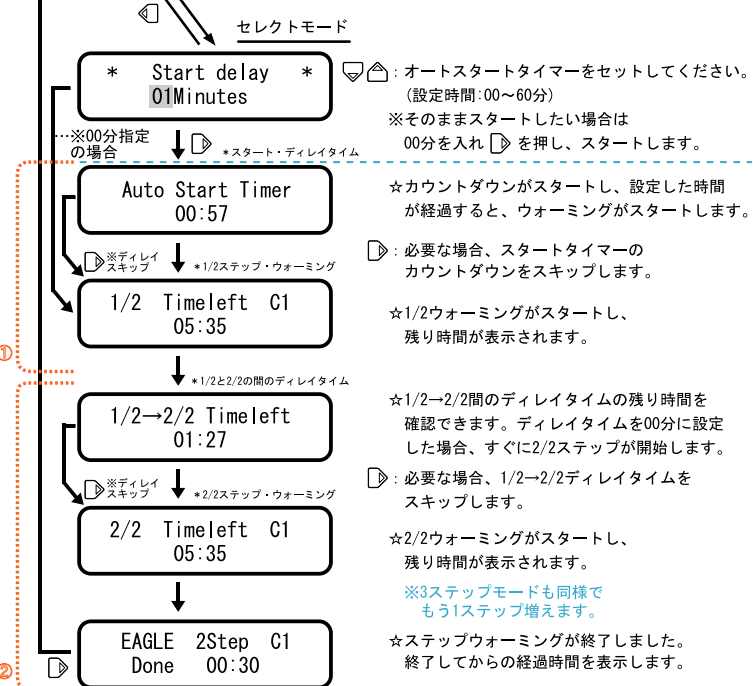 セレクトモード
* Start delay *
01Minutes
: オートスタートタイマーをセットしてください。
(設定時間:00～60分)
※そのままスタートしたい場合は
00分を入れ を押し、スタートします。
…※00分指定
の場合
*スタート・ディレイタイム
Auto Start Timer
00:57
☆カウントダウンがスタートし、設定した時間
が経過すると、ウォーミングがスタートします。
※ディレイ
スキップ
*1/2ステップ・ウォーミング
: 必要な場合、スタートタイマーの
カウントダウンをスキップします。
1/2 Timeleft C1
05:35
☆1/2ウォーミングがスタートし、
残り時間が表示されます。
①
*1/2と2/2の間のディレイタイム
1/2→2/2 Timeleft
01:27
☆1/2→2/2間のディレイタイムの残り時間を
確認できます。ディレイタイムを00分に設定
した場合、すぐに2/2ステップが開始します。
※ディレイ
スキップ
*2/2ステップ・ウォーミング
: 必要な場合、1/2→2/2ディレイタイムを
スキップします。
2/2 Timeleft C1
05:35
☆2/2ウォーミングがスタートし、
残り時間が表示されます。
※3ステップモードも同様で
もう1ステップ増えます。
EAGLE 2Step C1
Done 00:30
☆ステップウォーミングが終了しました。
終了してからの経過時間を表示します。
②